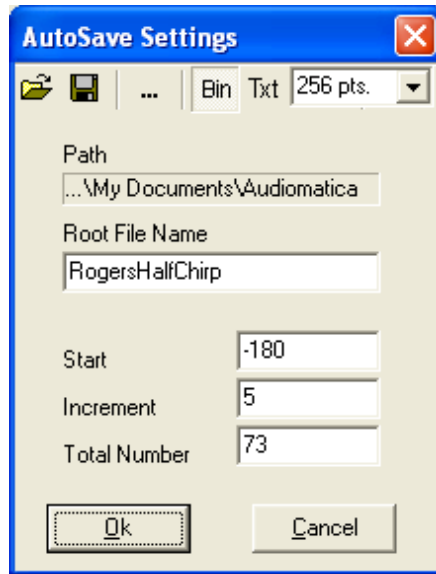 AutoSave Settings
... Bin Txt 256 pts.
Path
...\My Documents\Audiomatica
Root File Name
RogersHalfChirp
Start -180
Increment 5
Total Number 73
Ok Cancel